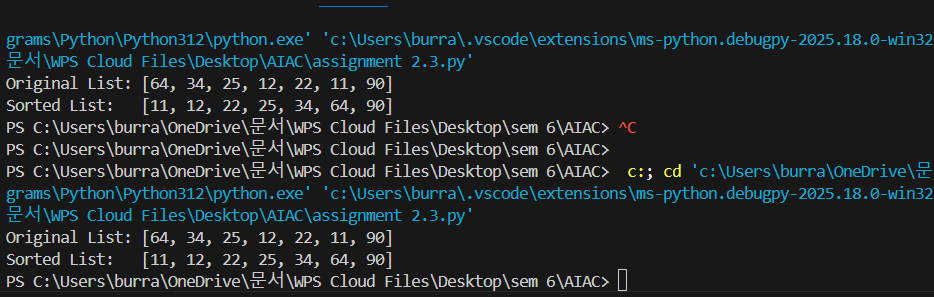 grams\Python\Python312\python.exe' 'c:\Users\burra\.vscode\extensions\ms-python.debugpy-2025.18.0-win32
문서\WPS Cloud Files\Desktop\AIAC\assignment 2.3.py'
Original List: [64, 34, 25, 12, 22, 11, 90]
Sorted List:   [11, 12, 22, 25, 34, 64, 90]
PS C:\Users\burra\OneDrive\문서\WPS Cloud Files\Desktop\sem 6\AIAC> ^C
PS C:\Users\burra\OneDrive\문서\WPS Cloud Files\Desktop\sem 6\AIAC>
PS C:\Users\burra\OneDrive\문서\WPS Cloud Files\Desktop\sem 6\AIAC>  c:; cd 'c:\Users\burra\OneDrive\문
grams\Python\Python312\python.exe' 'c:\Users\burra\.vscode\extensions\ms-python.debugpy-2025.18.0-win32
문서\WPS Cloud Files\Desktop\AIAC\assignment 2.3.py'
Original List: [64, 34, 25, 12, 22, 11, 90]
Sorted List:   [11, 12, 22, 25, 34, 64, 90]
PS C:\Users\burra\OneDrive\문서\WPS Cloud Files\Desktop\sem 6\AIAC>